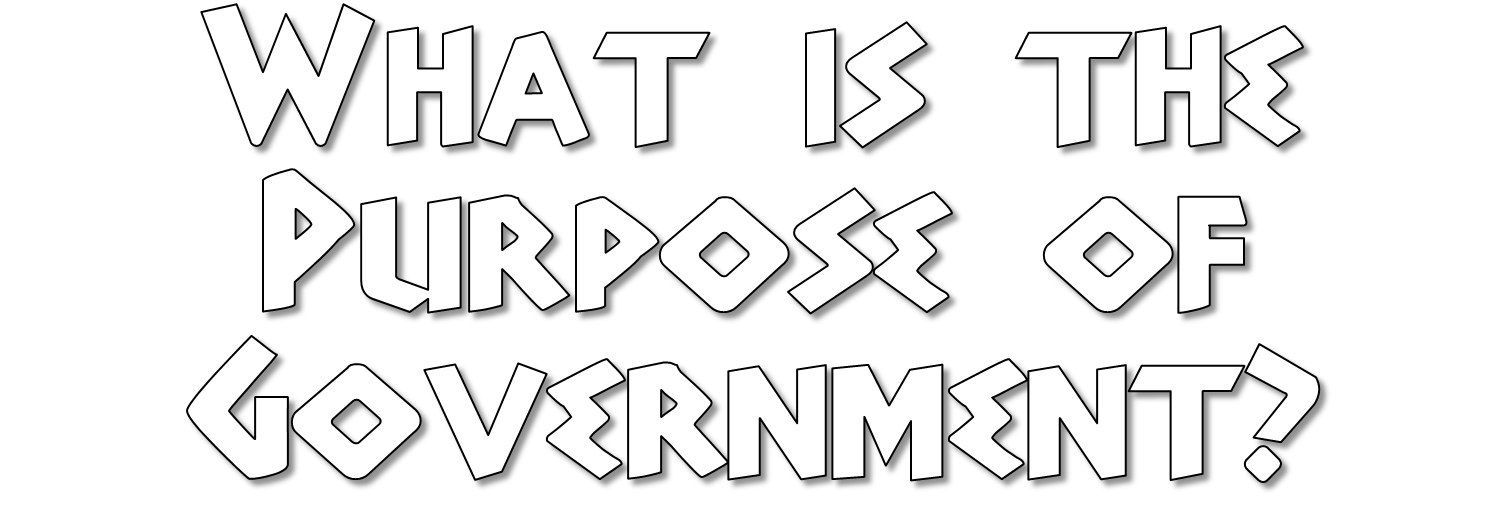 What is the
Purpose of
Government?